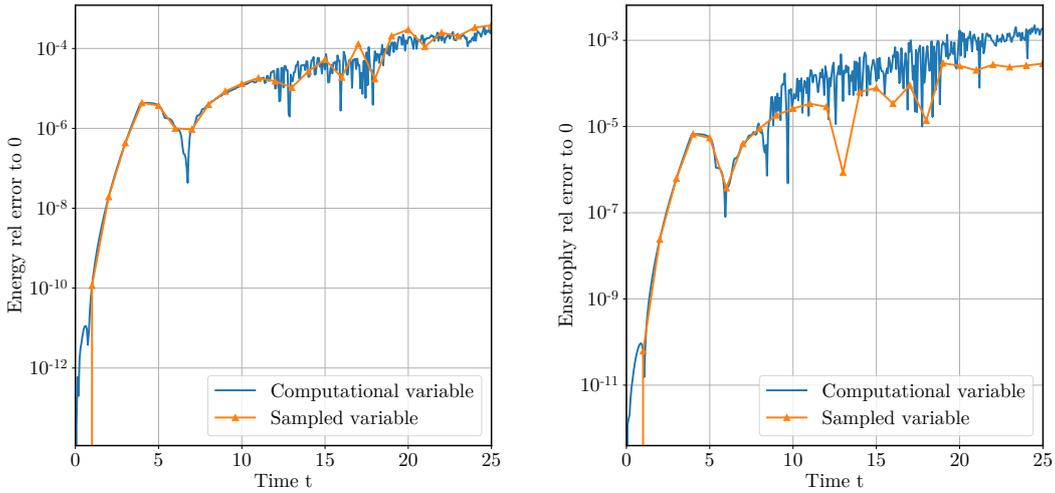 Energy rel error to 0
10⁻⁴
10⁻⁶
10⁻⁸
10⁻¹⁰
10⁻¹²
0 5 10 15 20 25
Time t
Computational variable
Sampled variable
Enstrophy rel error to 0
10⁻³
10⁻⁵
10⁻⁷
10⁻⁹
10⁻¹¹
0 5 10 15 20 25
Time t
Computational variable
Sampled variable